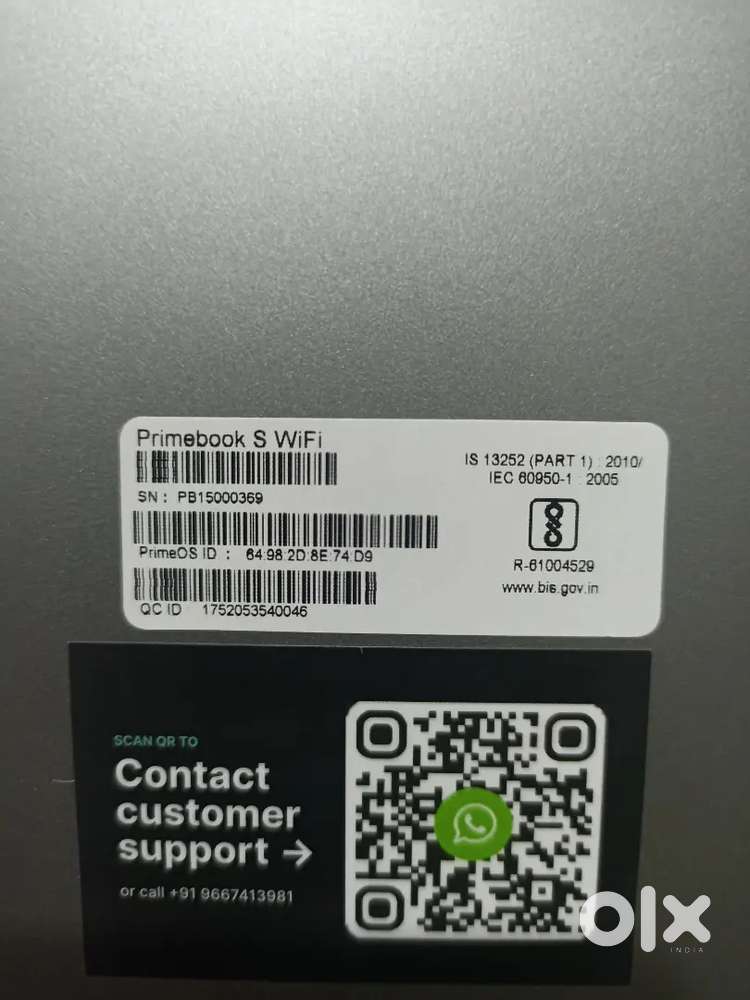 Primebook S WiFi
SN : PB15000369
PrimeOS ID : 64:98:2D:8E:74:D9
QC ID 1752053540046
IS 13252 (PART 1) : 2010/
IEC 60950-1 : 2005
R-61004529
www.bis.gov.in
SCAN QR TO
Contact
customer
support →
or call +91 9667413981
olx
INDIA